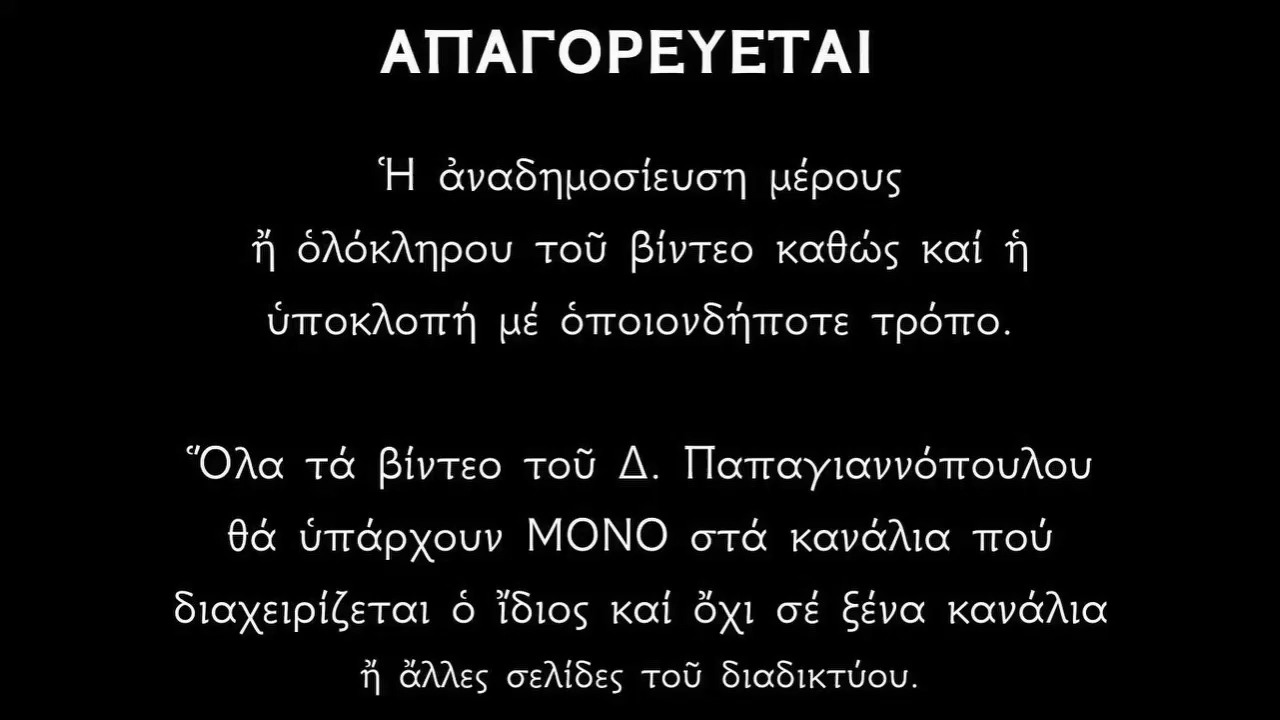 ΑΠΑΓΟΡΕΥΕΤΑΙ
Ἡ ἀναδημοσίευση μέρους
ἤ ὁλόκληρου τοῦ βίντεο καθώς καί ἡ
ὑποκλοπή μέ ὁποιονδήποτε τρόπο.
Ὅλα τά βίντεο τοῦ Δ. Παπαγιαννόπουλου
θά ὑπάρχουν ΜΟΝΟ στά κανάλια πού
διαχειρίζεται ὁ ἴδιος καί ὄχι σέ ξένα κανάλια
ἤ ἄλλες σελίδες τοῦ διαδικτύου.